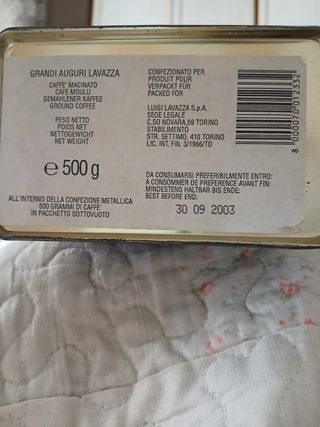 GRANDI AUGURI LAVAZZA
CAFFE' MACINATO
CAFE MOULU
GEMAHLENER KAFFEE
GROUND COFFEE
PESO NETTO
POIDS NET
NETTOGEWICHT
NET WEIGHT
℮ 500 g
ALL'INTERNO DELLA CONFEZIONE METALLICA
500 GRAMMI DI CAFFE'
IN PACCHETTO SOTTOVUOTO
CONFEZIONATO PER
PRODUIT POUR
VERPACKT FÜR
PACKED FOR
LUIGI LAVAZZA S.p.A.
SEDE LEGALE
C.SO NOVARA,59 TORINO
STABILIMENTO
STR. SETTIMO, 410 TORINO
LIC. INT. FIN. 3/1966/TO
DA CONSUMARSI PREFERIBILMENTE ENTRO:
A CONSOMMER DE PREFERENCE AVANT FIN:
MINDESTENS HALTBAR BIS ENDE:
BEST BEFORE END:
30 09 2003
8 000070 012332